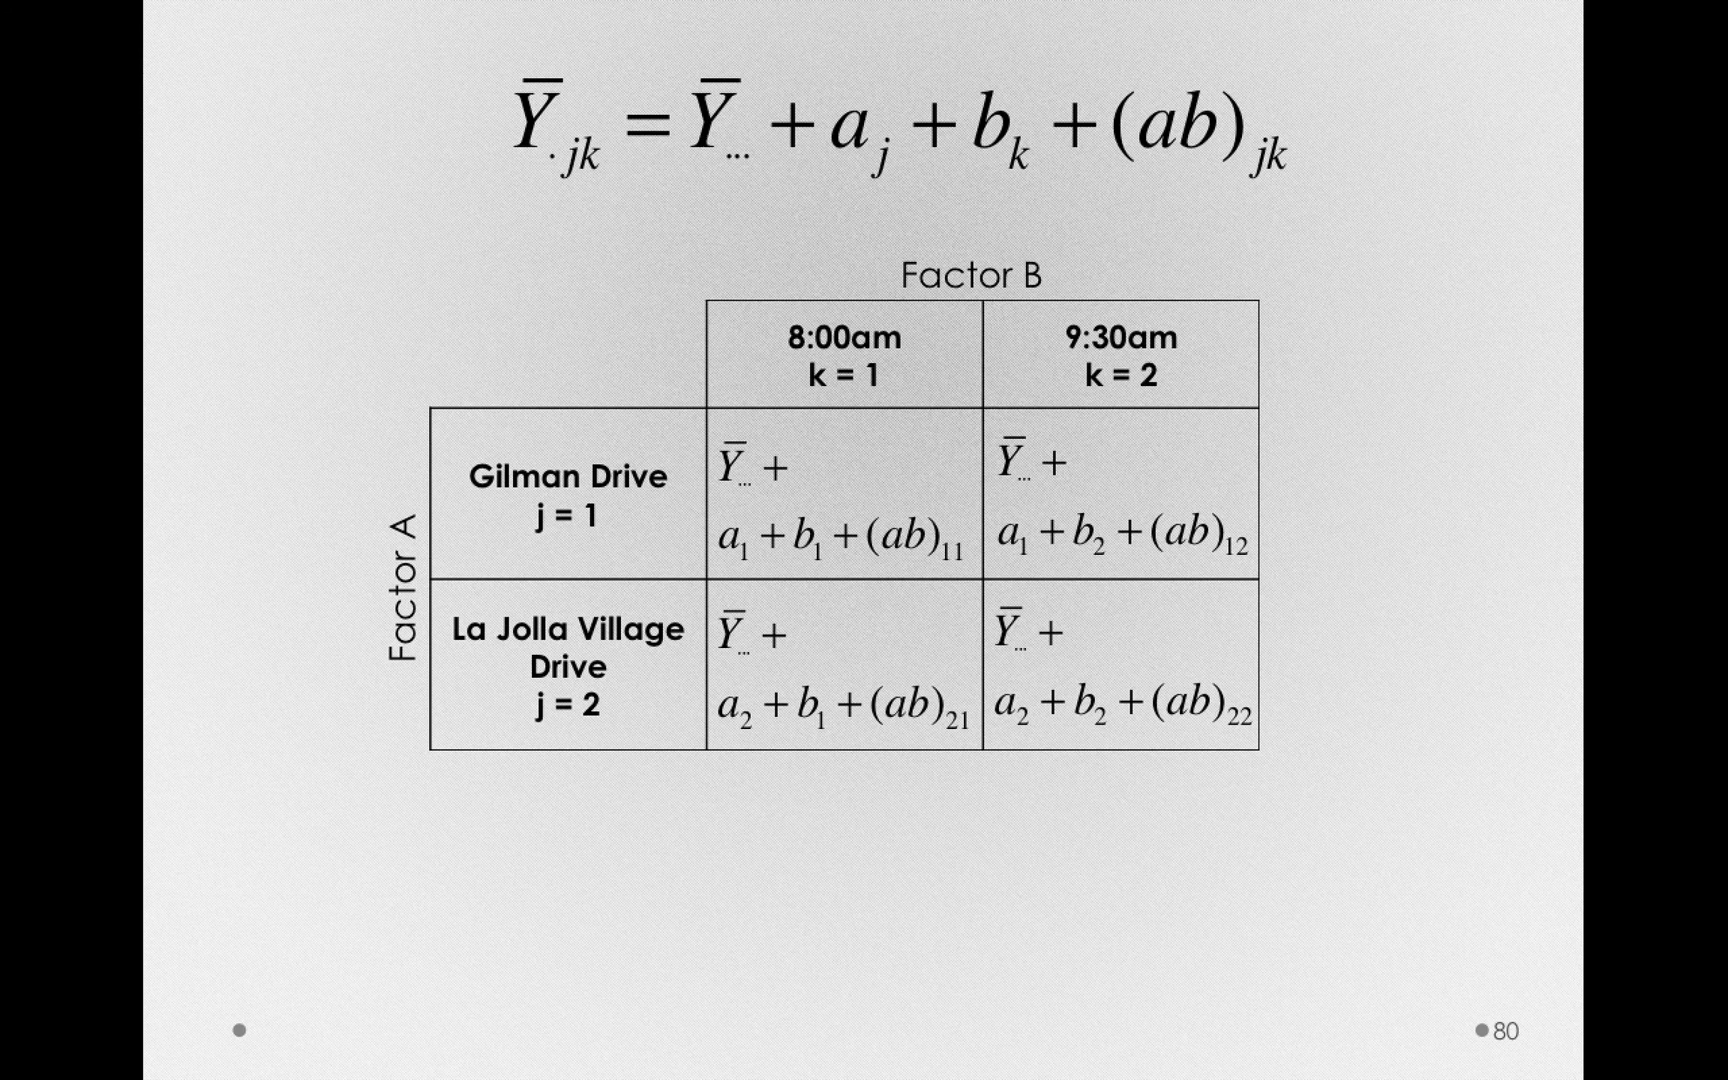 Ȳ.jk = Ȳ... + aj + bk + (ab)jk
Factor B
8:00am
k = 1
9:30am
k = 2
Factor A
Gilman Drive
j = 1
Ȳ... +
a1 + b1 + (ab)11
Ȳ... +
a1 + b2 + (ab)12
La Jolla Village
Drive
j = 2
Ȳ... +
a2 + b1 + (ab)21
Ȳ... +
a2 + b2 + (ab)22
80